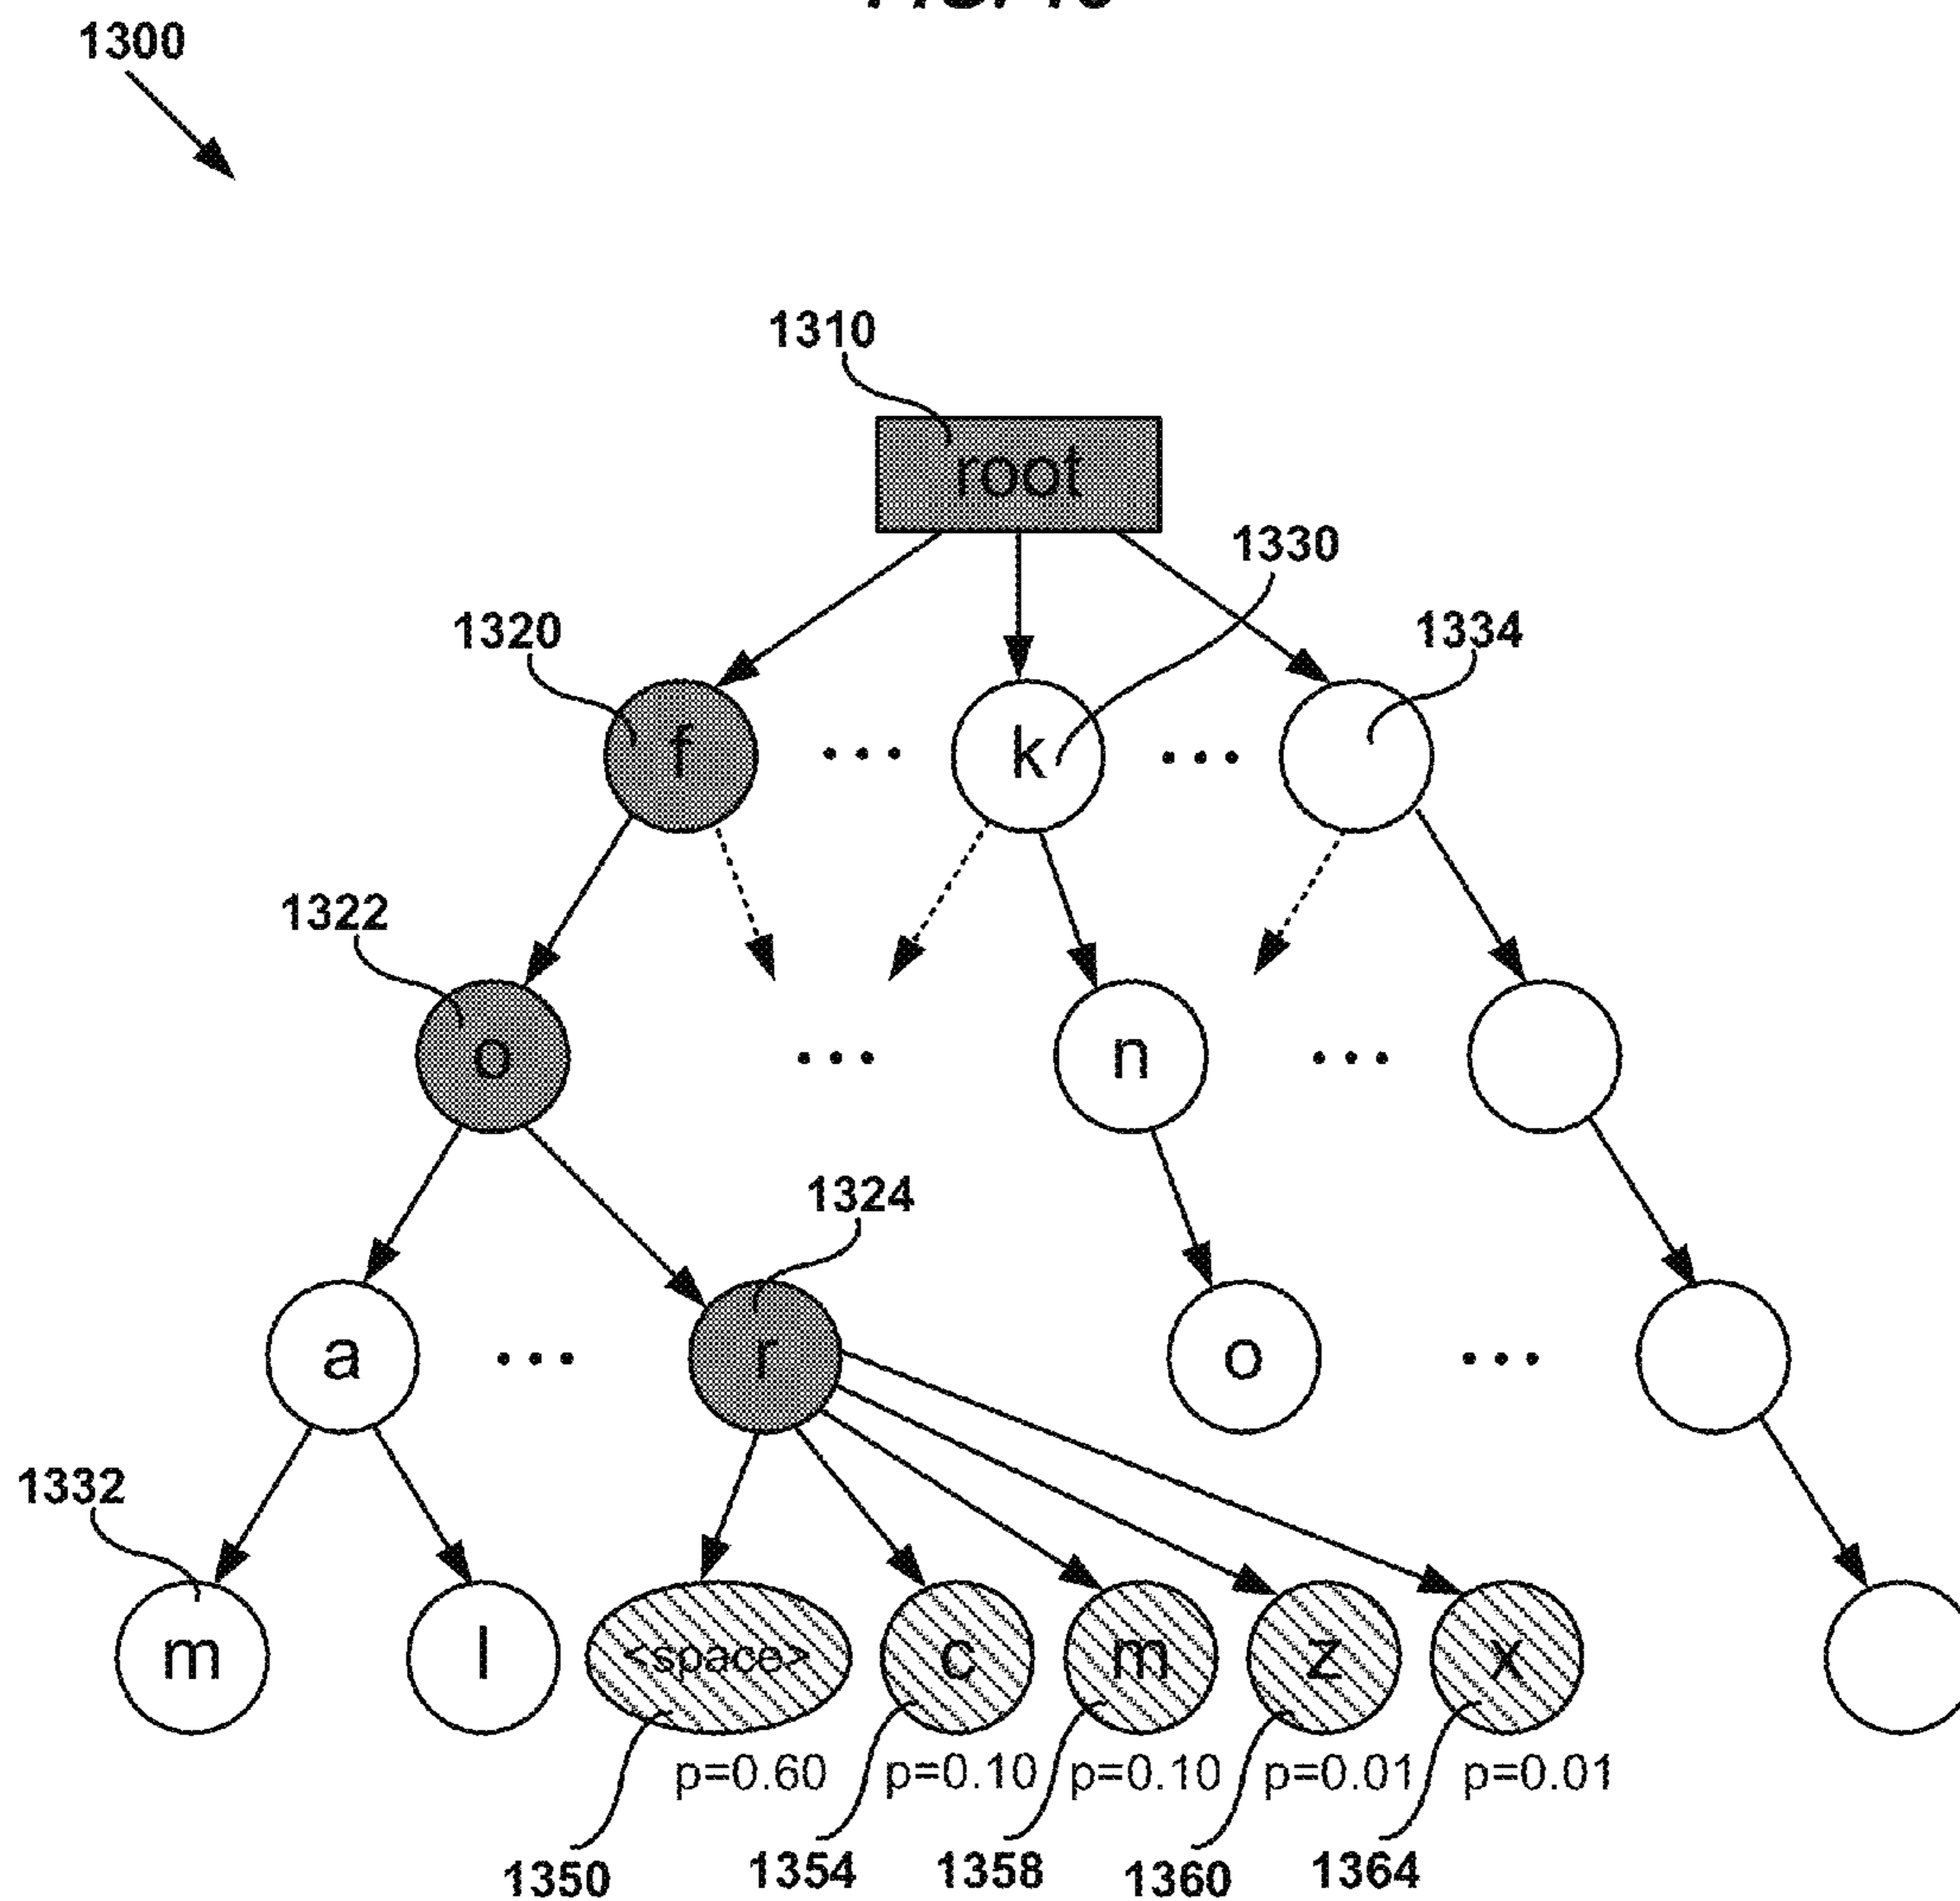 1300
1310
root
1330
1320
1334
f ... k ...
1322
o ... n ...
1324
a ... r o ...
1332
m l <space> c m z x
p=0.60 p=0.10 p=0.10 p=0.01 p=0.01
1350 1354 1358 1360 1364